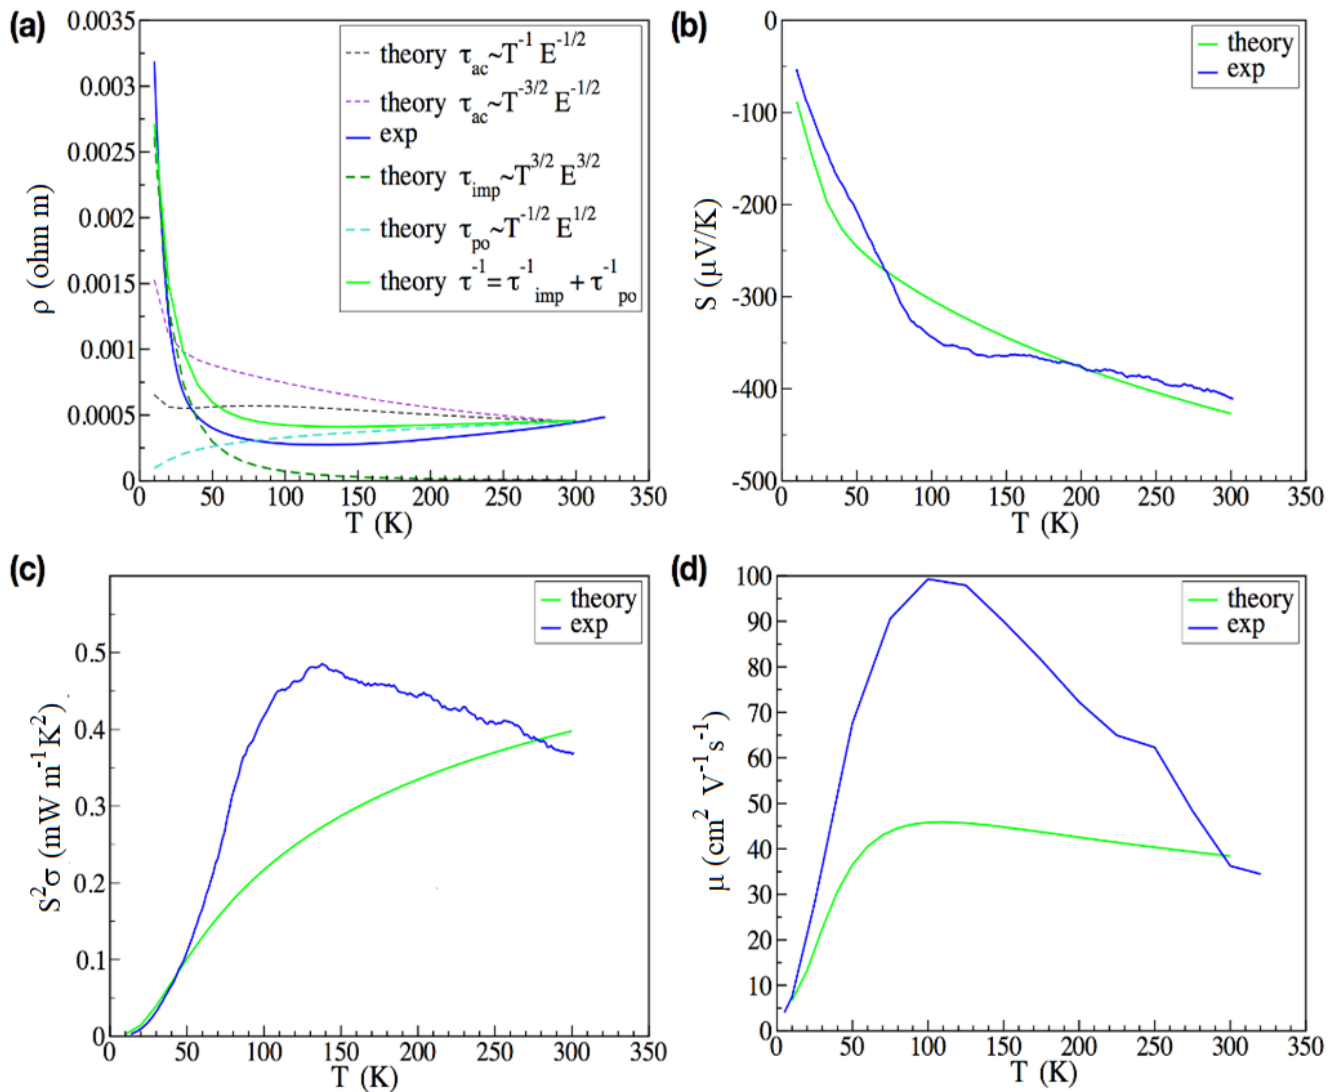 (a)
0.0035
0.003
0.0025
0.002
0.0015
0.001
0.0005
0
ρ (ohm m)
theory τac~T^-1 E^-1/2
theory τac~T^-3/2 E^-1/2
exp
theory τimp~T^3/2 E^3/2
theory τpo~T^-1/2 E^1/2
theory τ^-1=τ^-1imp+τ^-1po
0 50 100 150 200 250 300 350
T (K)
(b)
0
-100
-200
-300
-400
-500
S (μV/K)
theory
exp
0 50 100 150 200 250 300 350
T (K)
(c)
0.5
0.4
0.3
0.2
0.1
0
S²σ (mW m⁻¹K²)
theory
exp
0 50 100 150 200 250 300 350
T (K)
(d)
100
90
80
70
60
50
40
30
20
10
0
μ (cm² V⁻¹s⁻¹)
theory
exp
0 50 100 150 200 250 300 350
T (K)